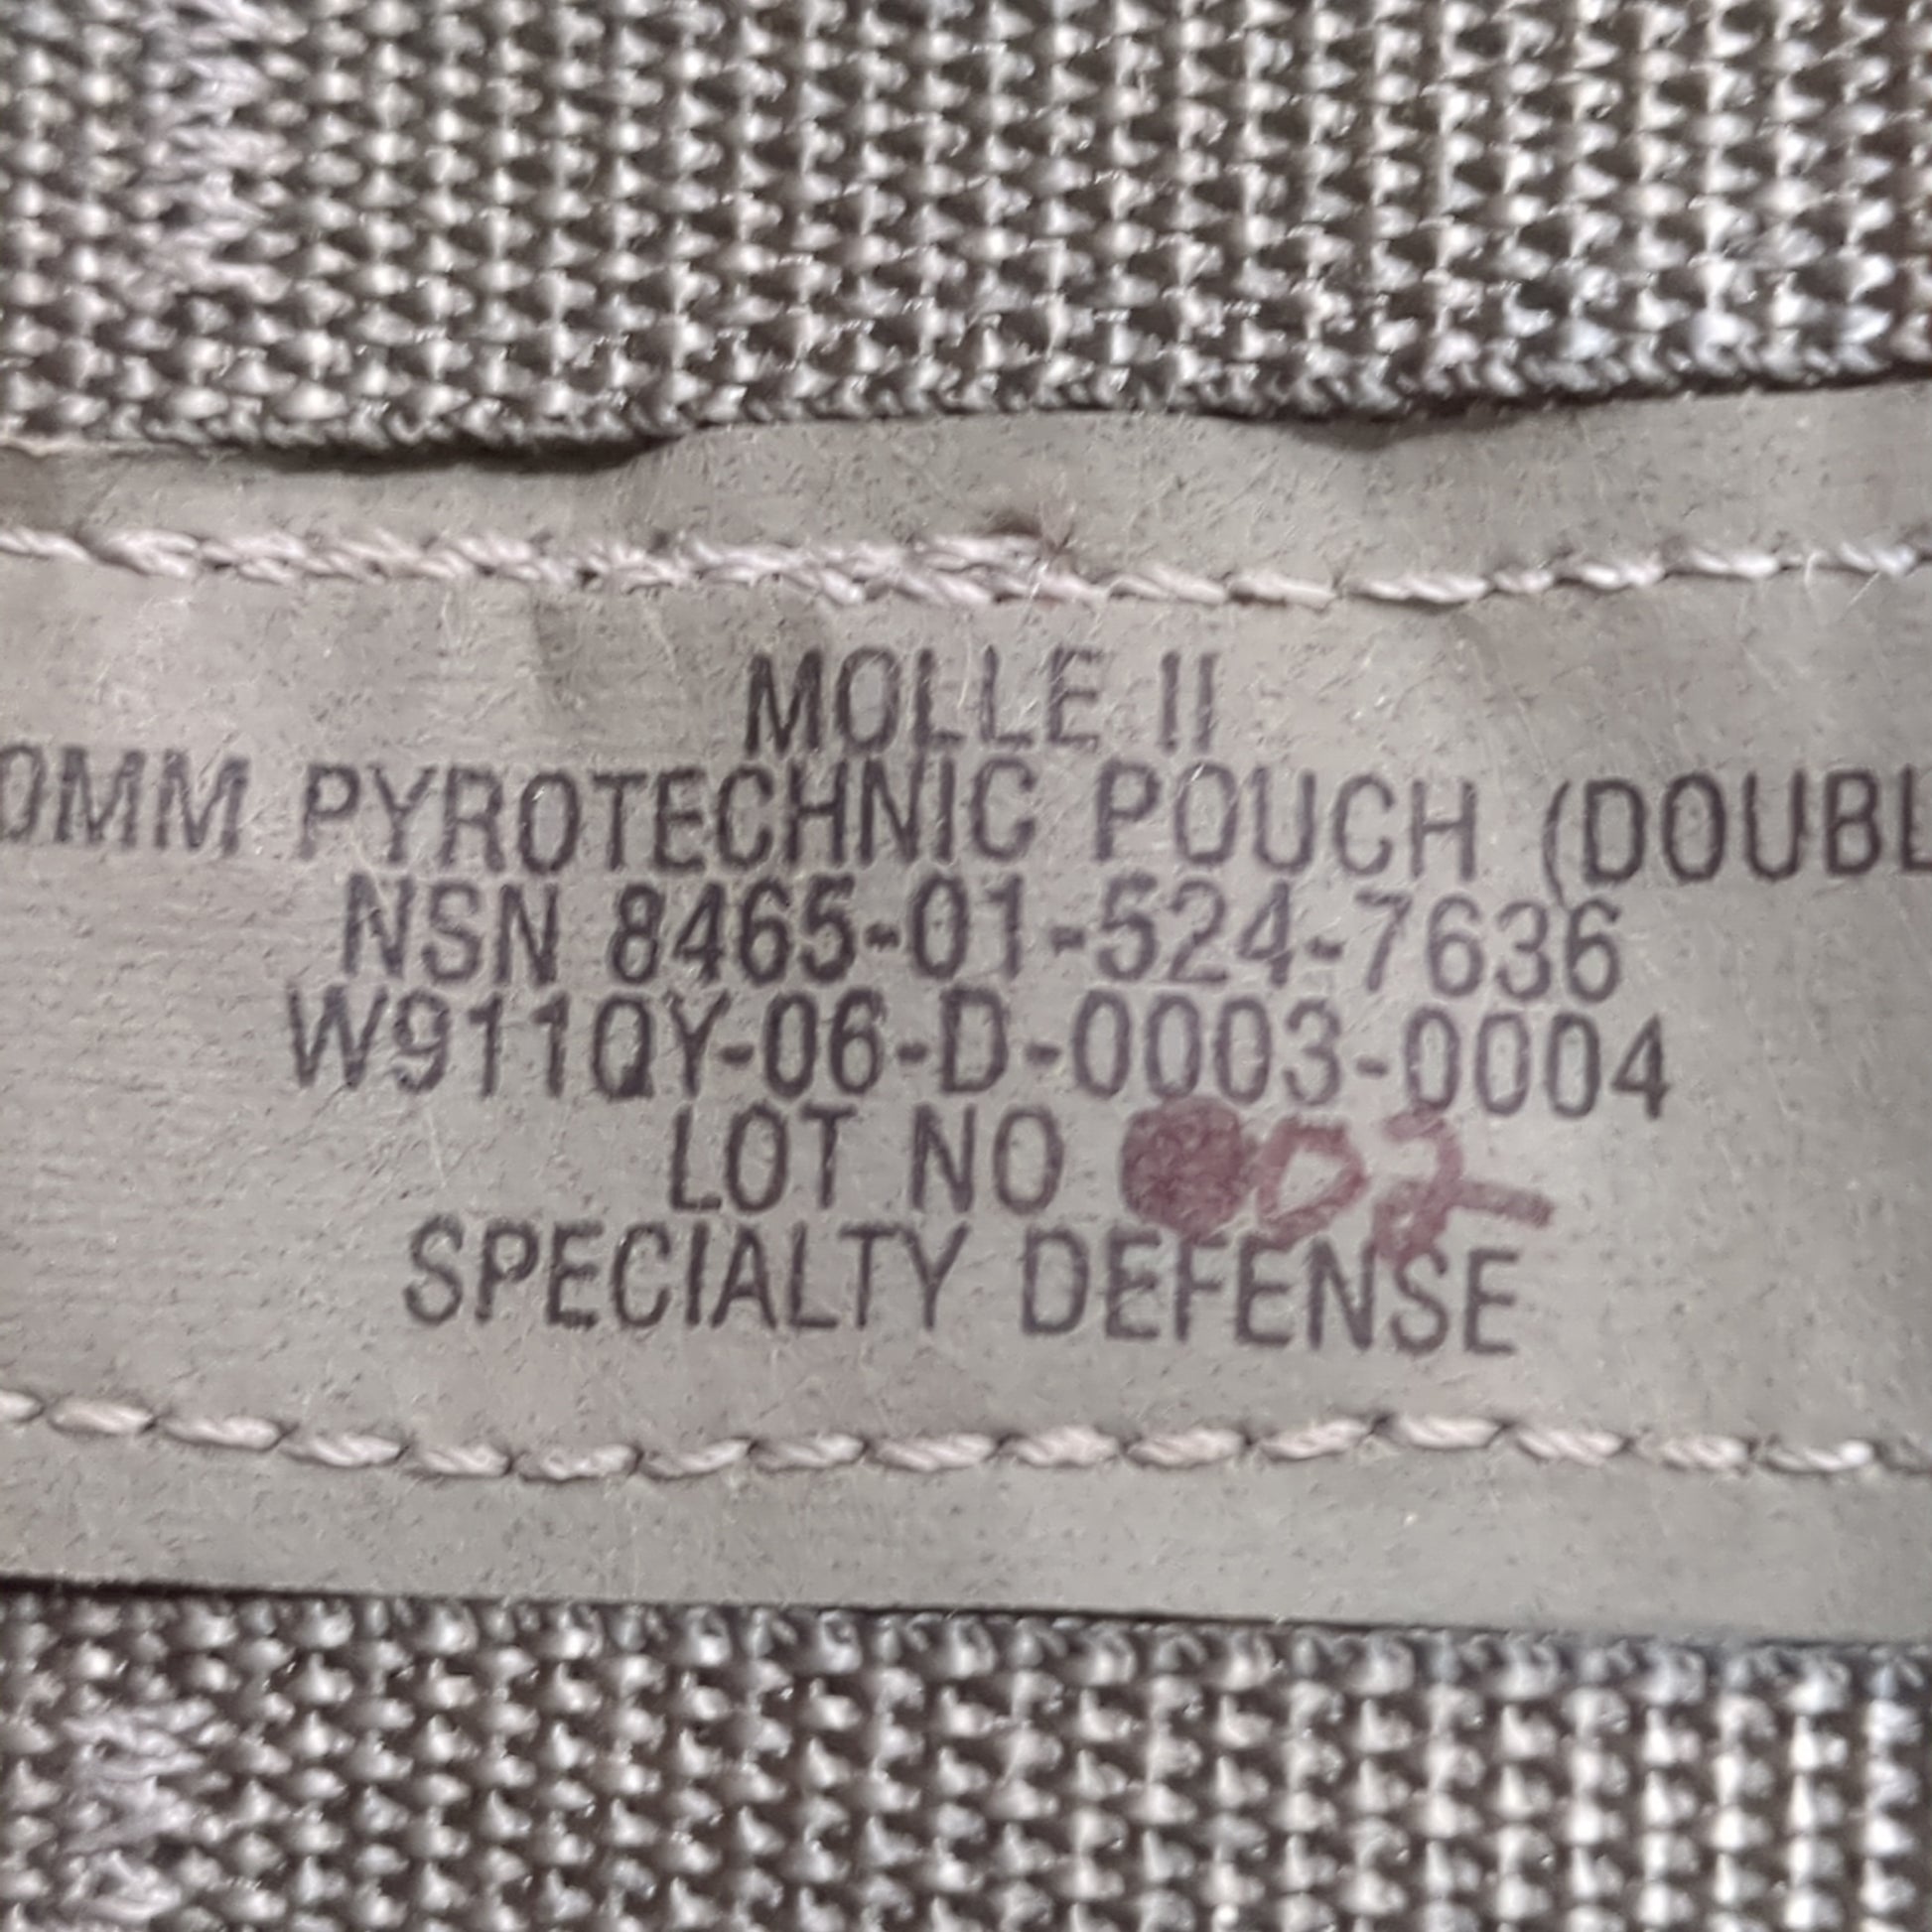 MOLLE II
0MM PYROTECHNIC POUCH (DOUBL
NSN 8465-01-524-7636
W911QY-06-D-0003-0004
LOT NO 02
SPECIALTY DEFENSE